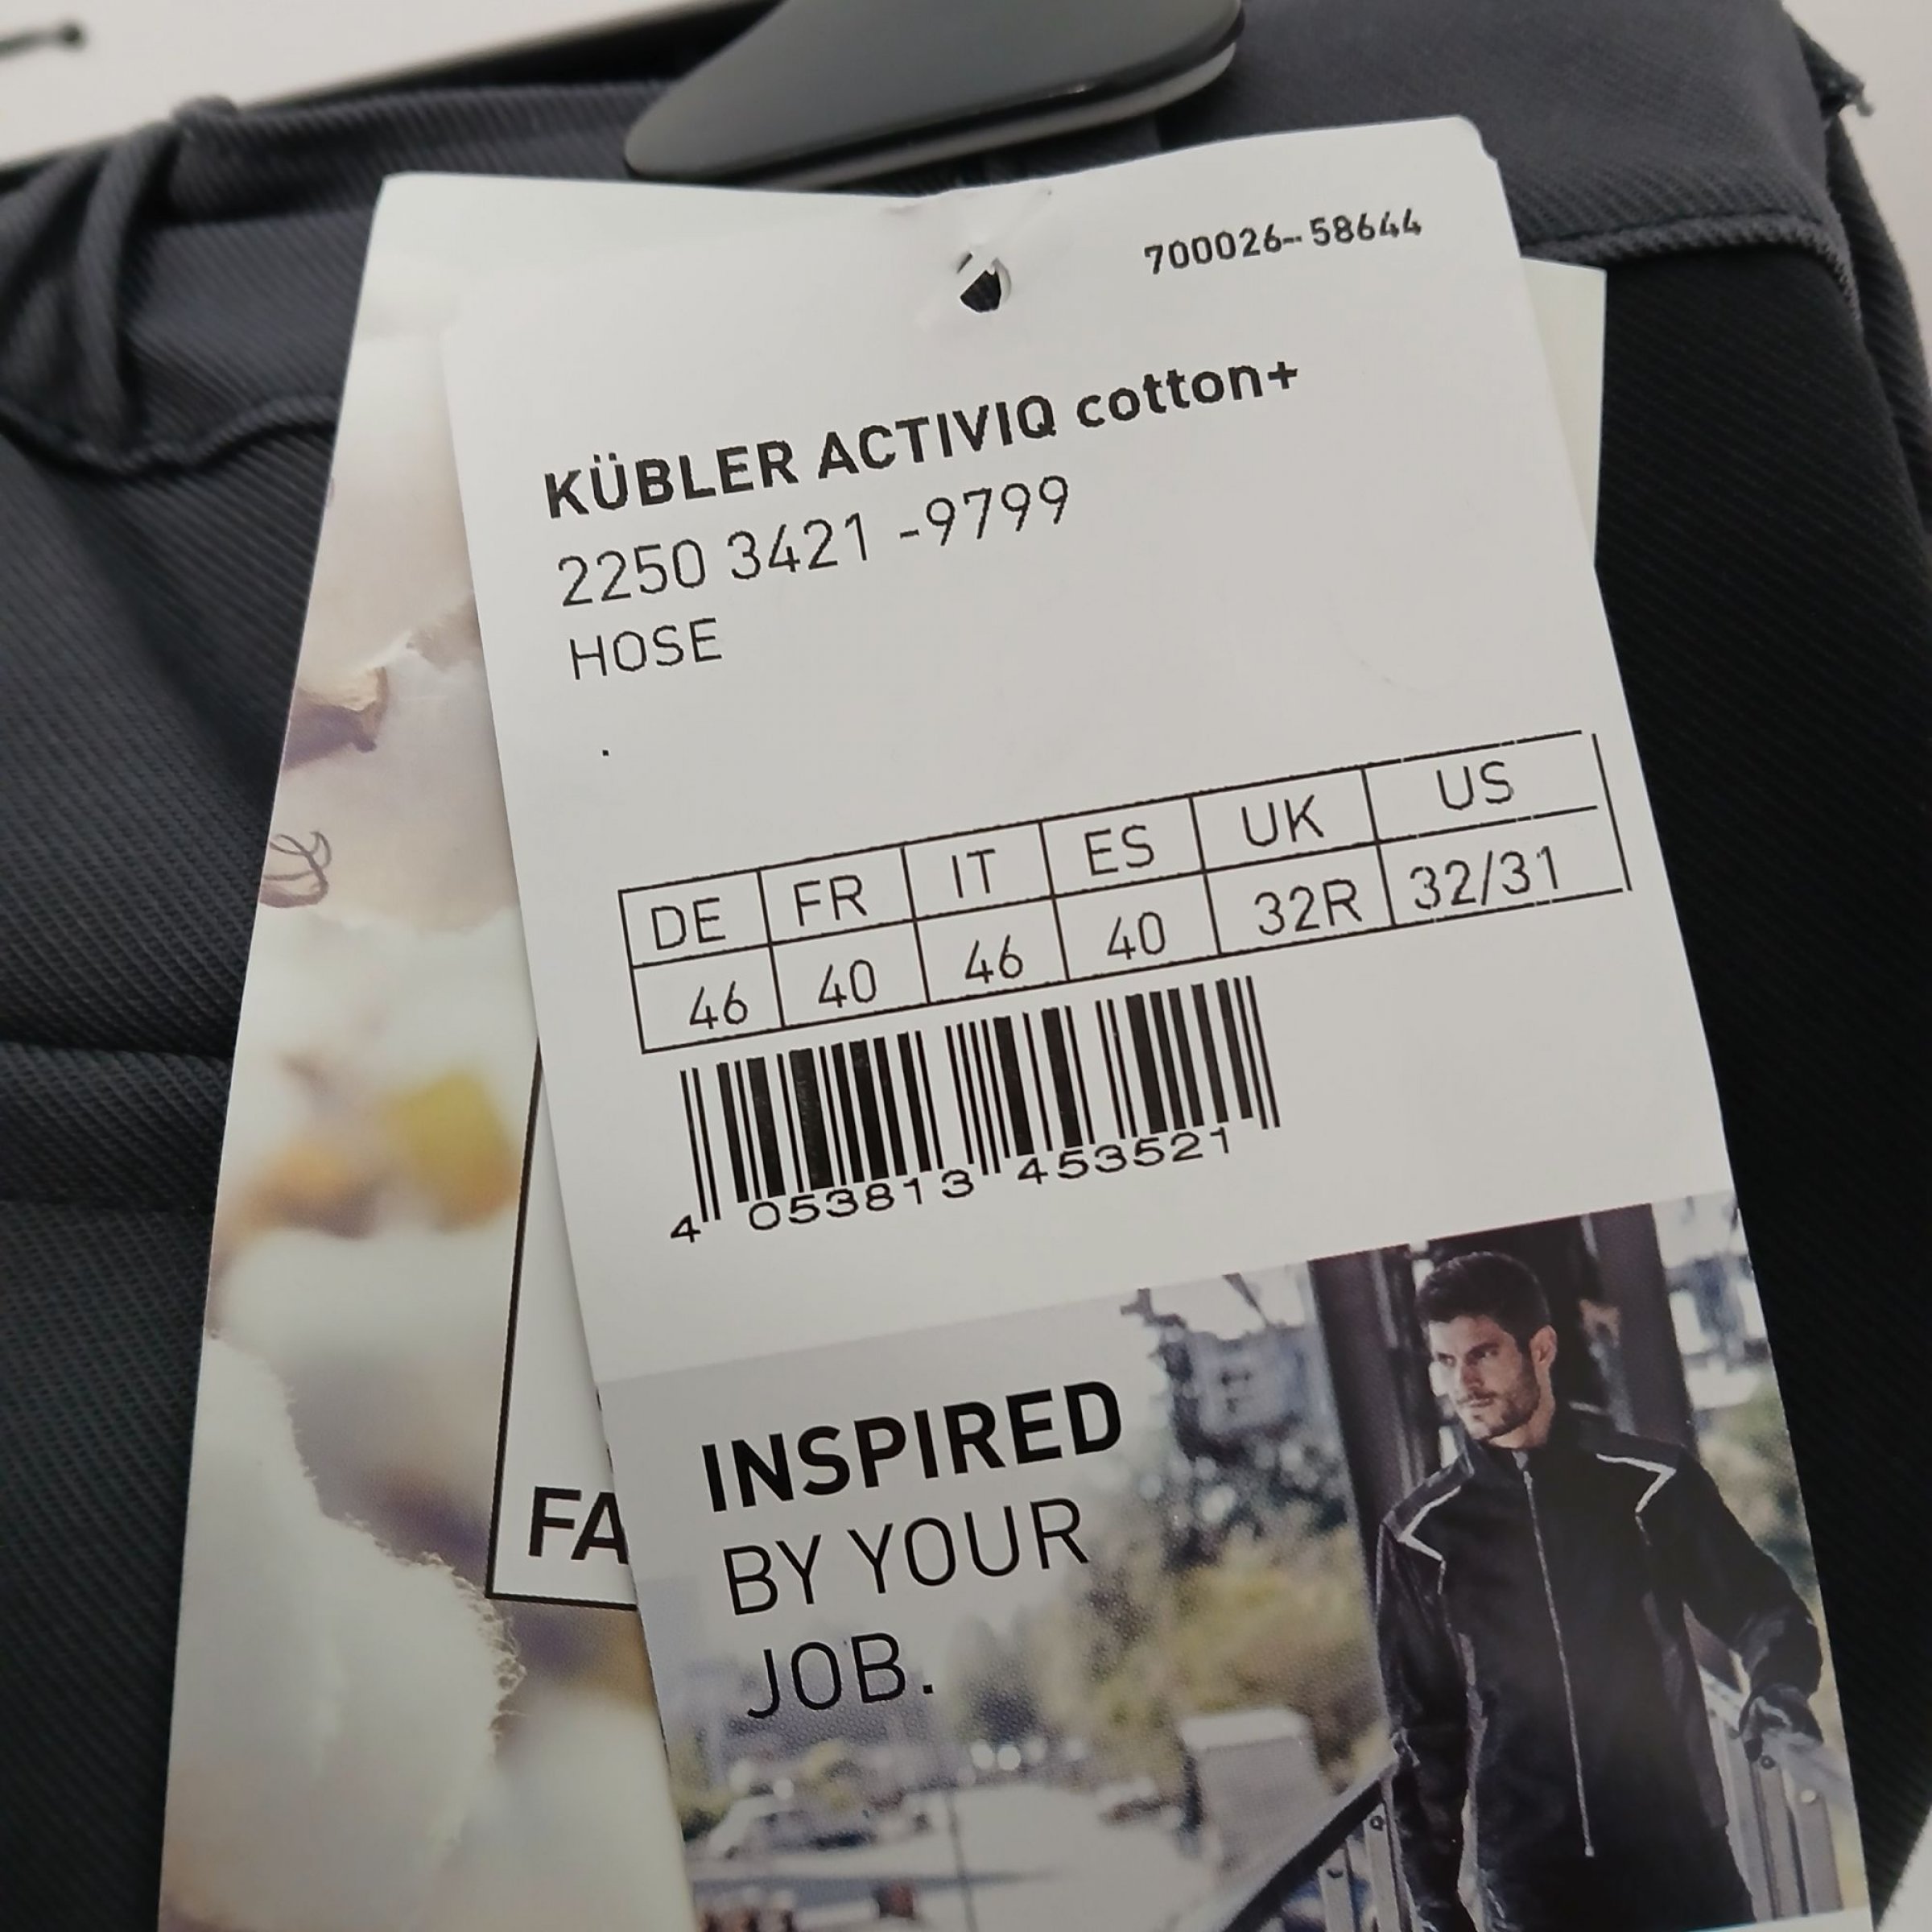 700026--58644
KÜBLER ACTIVIQ cotton+
2250 3421 -9799
HOSE
.
DE FR IT ES UK US
46 40 46 40 32R 32/31
4 053813 453521
INSPIRED
BY YOUR
JOB.
FA